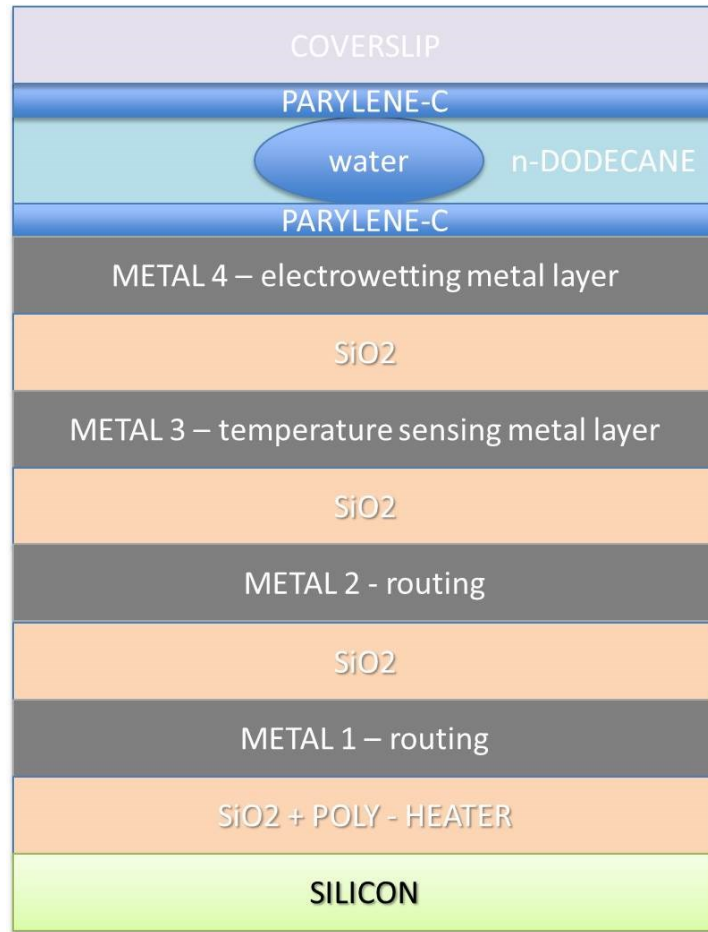 COVERSLIP
PARYLENE-C
water n-DODECANE
PARYLENE-C
METAL 4 – electrowetting metal layer
SiO2
METAL 3 – temperature sensing metal layer
SiO2
METAL 2 - routing
SiO2
METAL 1 – routing
SiO2 + POLY - HEATER
SILICON